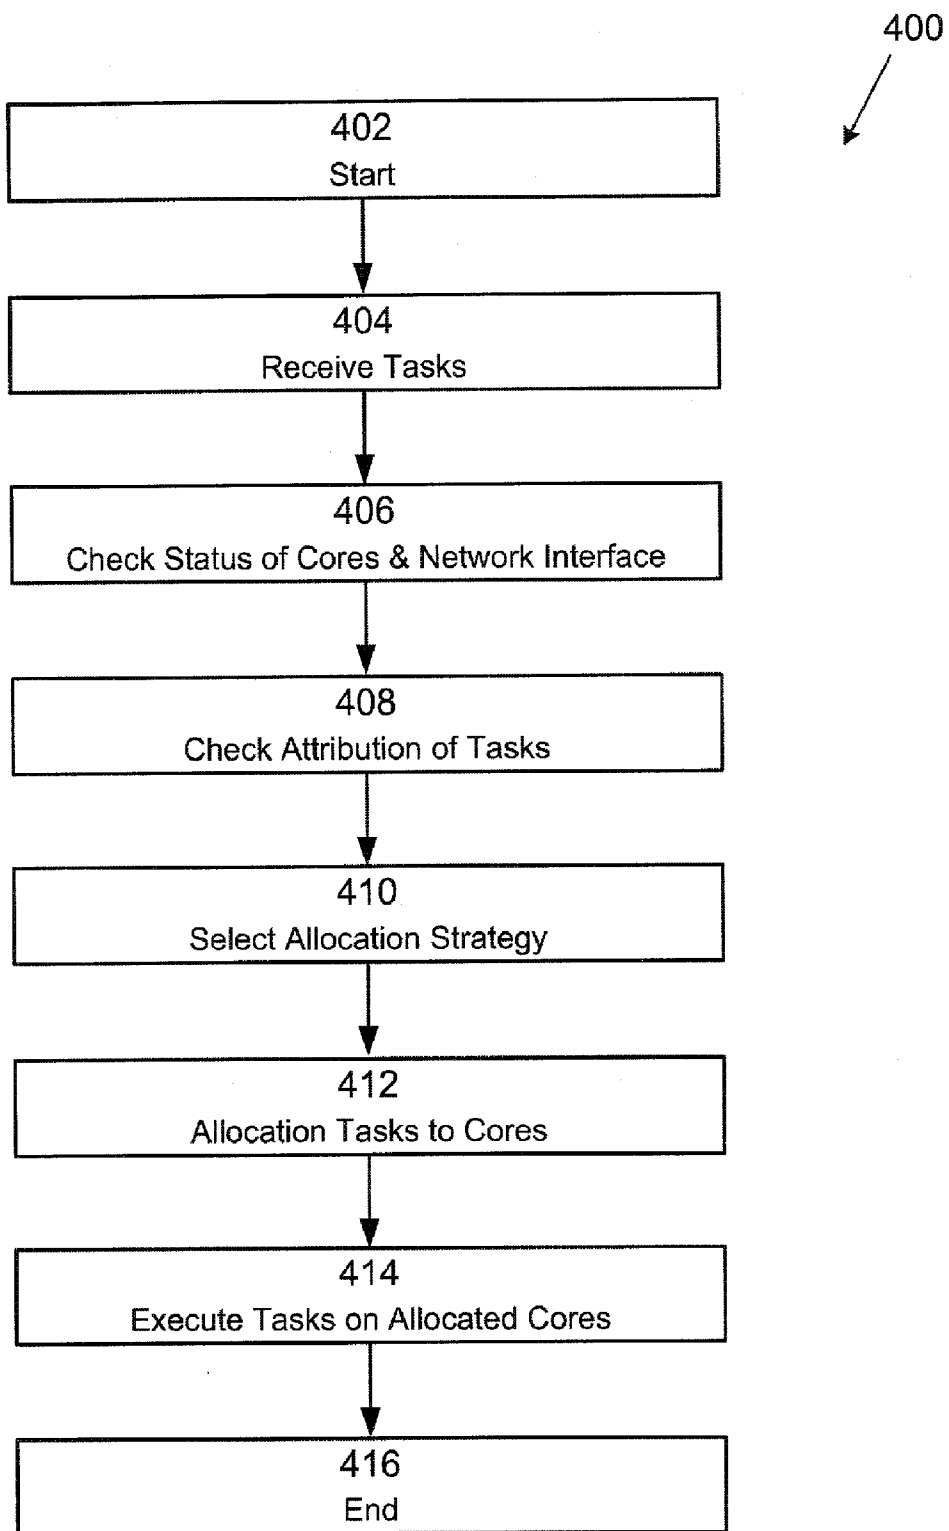 400
402
Start
404
Receive Tasks
406
Check Status of Cores & Network Interface
408
Check Attribution of Tasks
410
Select Allocation Strategy
412
Allocation Tasks to Cores
414
Execute Tasks on Allocated Cores
416
End